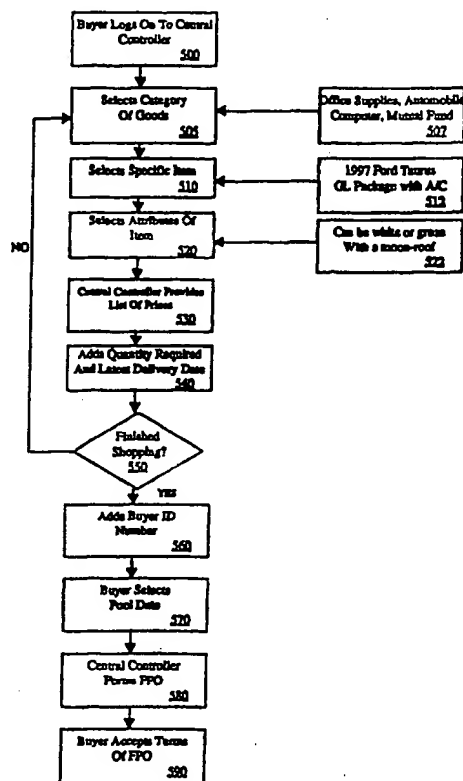 Buyer Logs On To Central
Controller
500
Selects Category
Of Goods
505
Office Supplies, Automobile
Computer, Mutual Fund
507
Selects Specific Item
510
1997 Ford Taurus
GL Package with A/C
512
Selects Attributes Of
Item
520
Can be white or green
With a moon-roof
522
NO
Central Controller Provides
List Of Prices
530
Adds Quantity Required
And Latest Delivery Date
540
Finished
Shopping?
550
YES
Adds Buyer ID
Number
560
Buyer Selects
Pool Date
570
Central Controller
Forms FPO
580
Buyer Accepts Terms
Of FPO
590